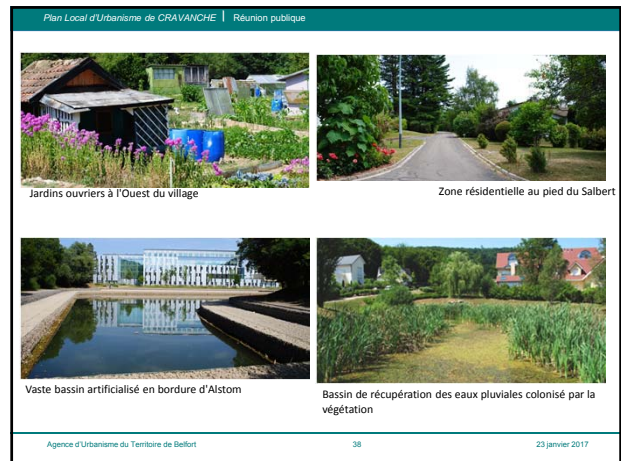 Plan Local d'Urbanisme de CRAVANCHE | Réunion publique
Jardins ouvriers à l'Ouest du village
Zone résidentielle au pied du Salbert
Vaste bassin artificialisé en bordure d'Alstom
Bassin de récupération des eaux pluviales colonisé par la
végétation
Agence d'Urbanisme du Territoire de Belfort 38 23 janvier 2017